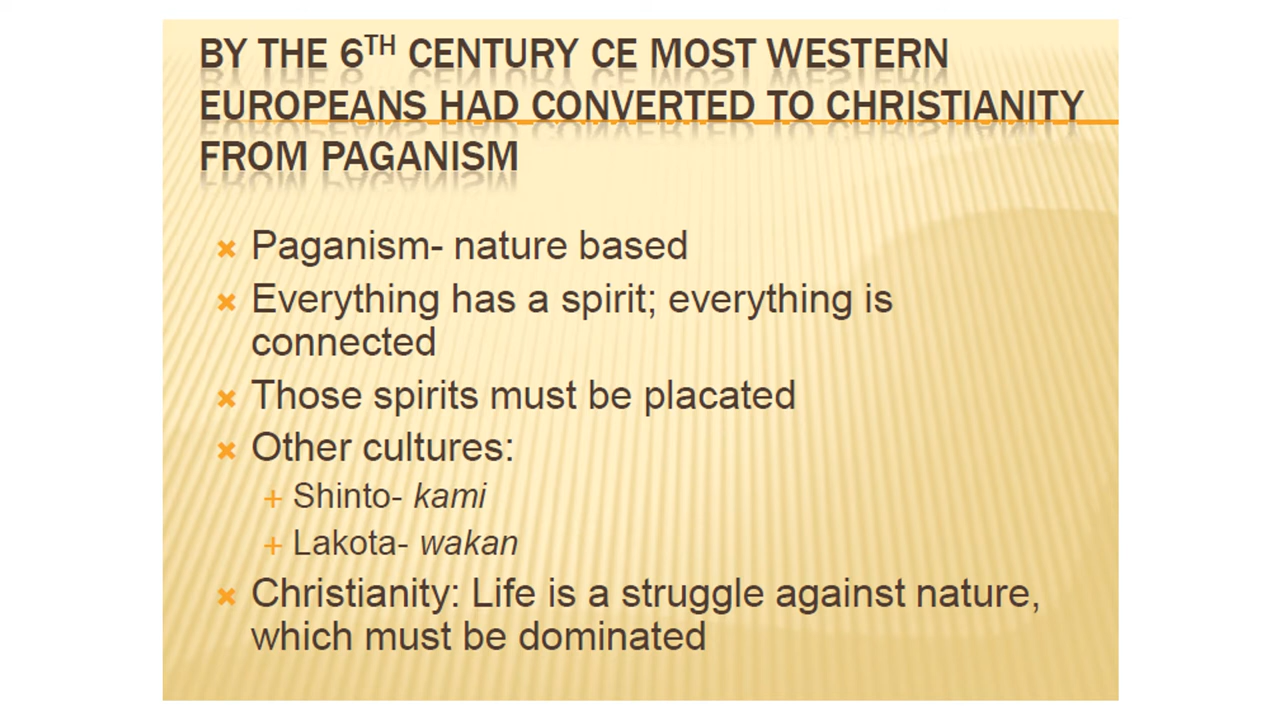 BY THE 6TH CENTURY CE MOST WESTERN
EUROPEANS HAD CONVERTED TO CHRISTIANITY
FROM PAGANISM
Paganism- nature based
Everything has a spirit; everything is
connected
Those spirits must be placated
Other cultures:
+ Shinto- kami
+ Lakota- wakan
Christianity: Life is a struggle against nature,
which must be dominated